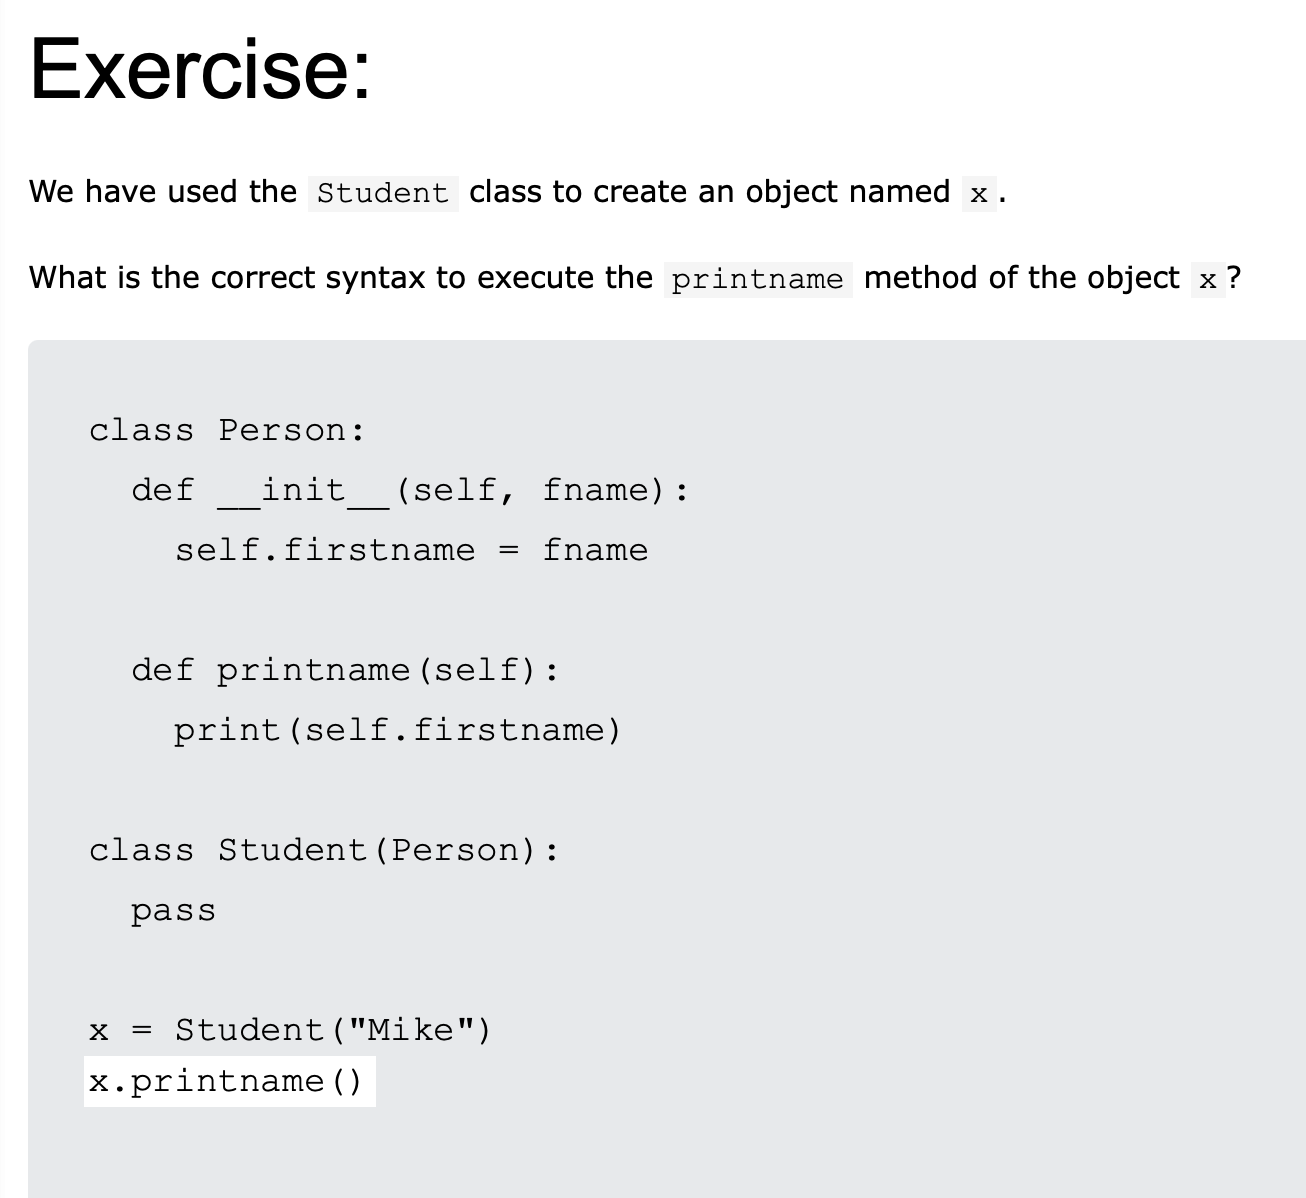 Exercise:
We have used the Student class to create an object named x.
What is the correct syntax to execute the printname method of the object x?
class Person:
  def __init__(self, fname):
    self.firstname = fname
  def printname(self):
    print(self.firstname)
class Student(Person):
  pass
x = Student("Mike")
x.printname()